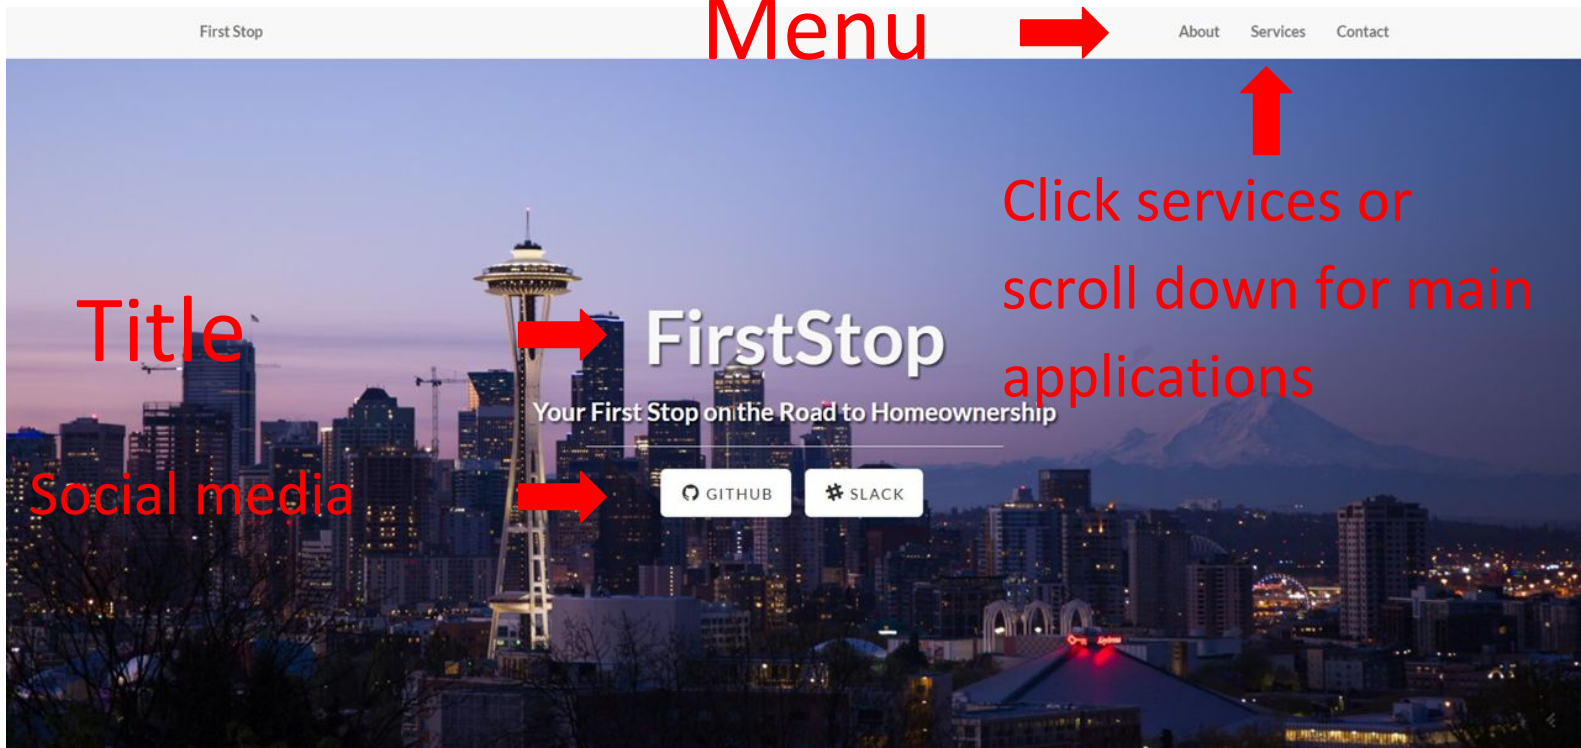 First Stop
Menu
About Services Contact
Click services or
scroll down for main
applications
Title
FirstStop
Your First Stop on the Road to Homeownership
Social media
GITHUB SLACK